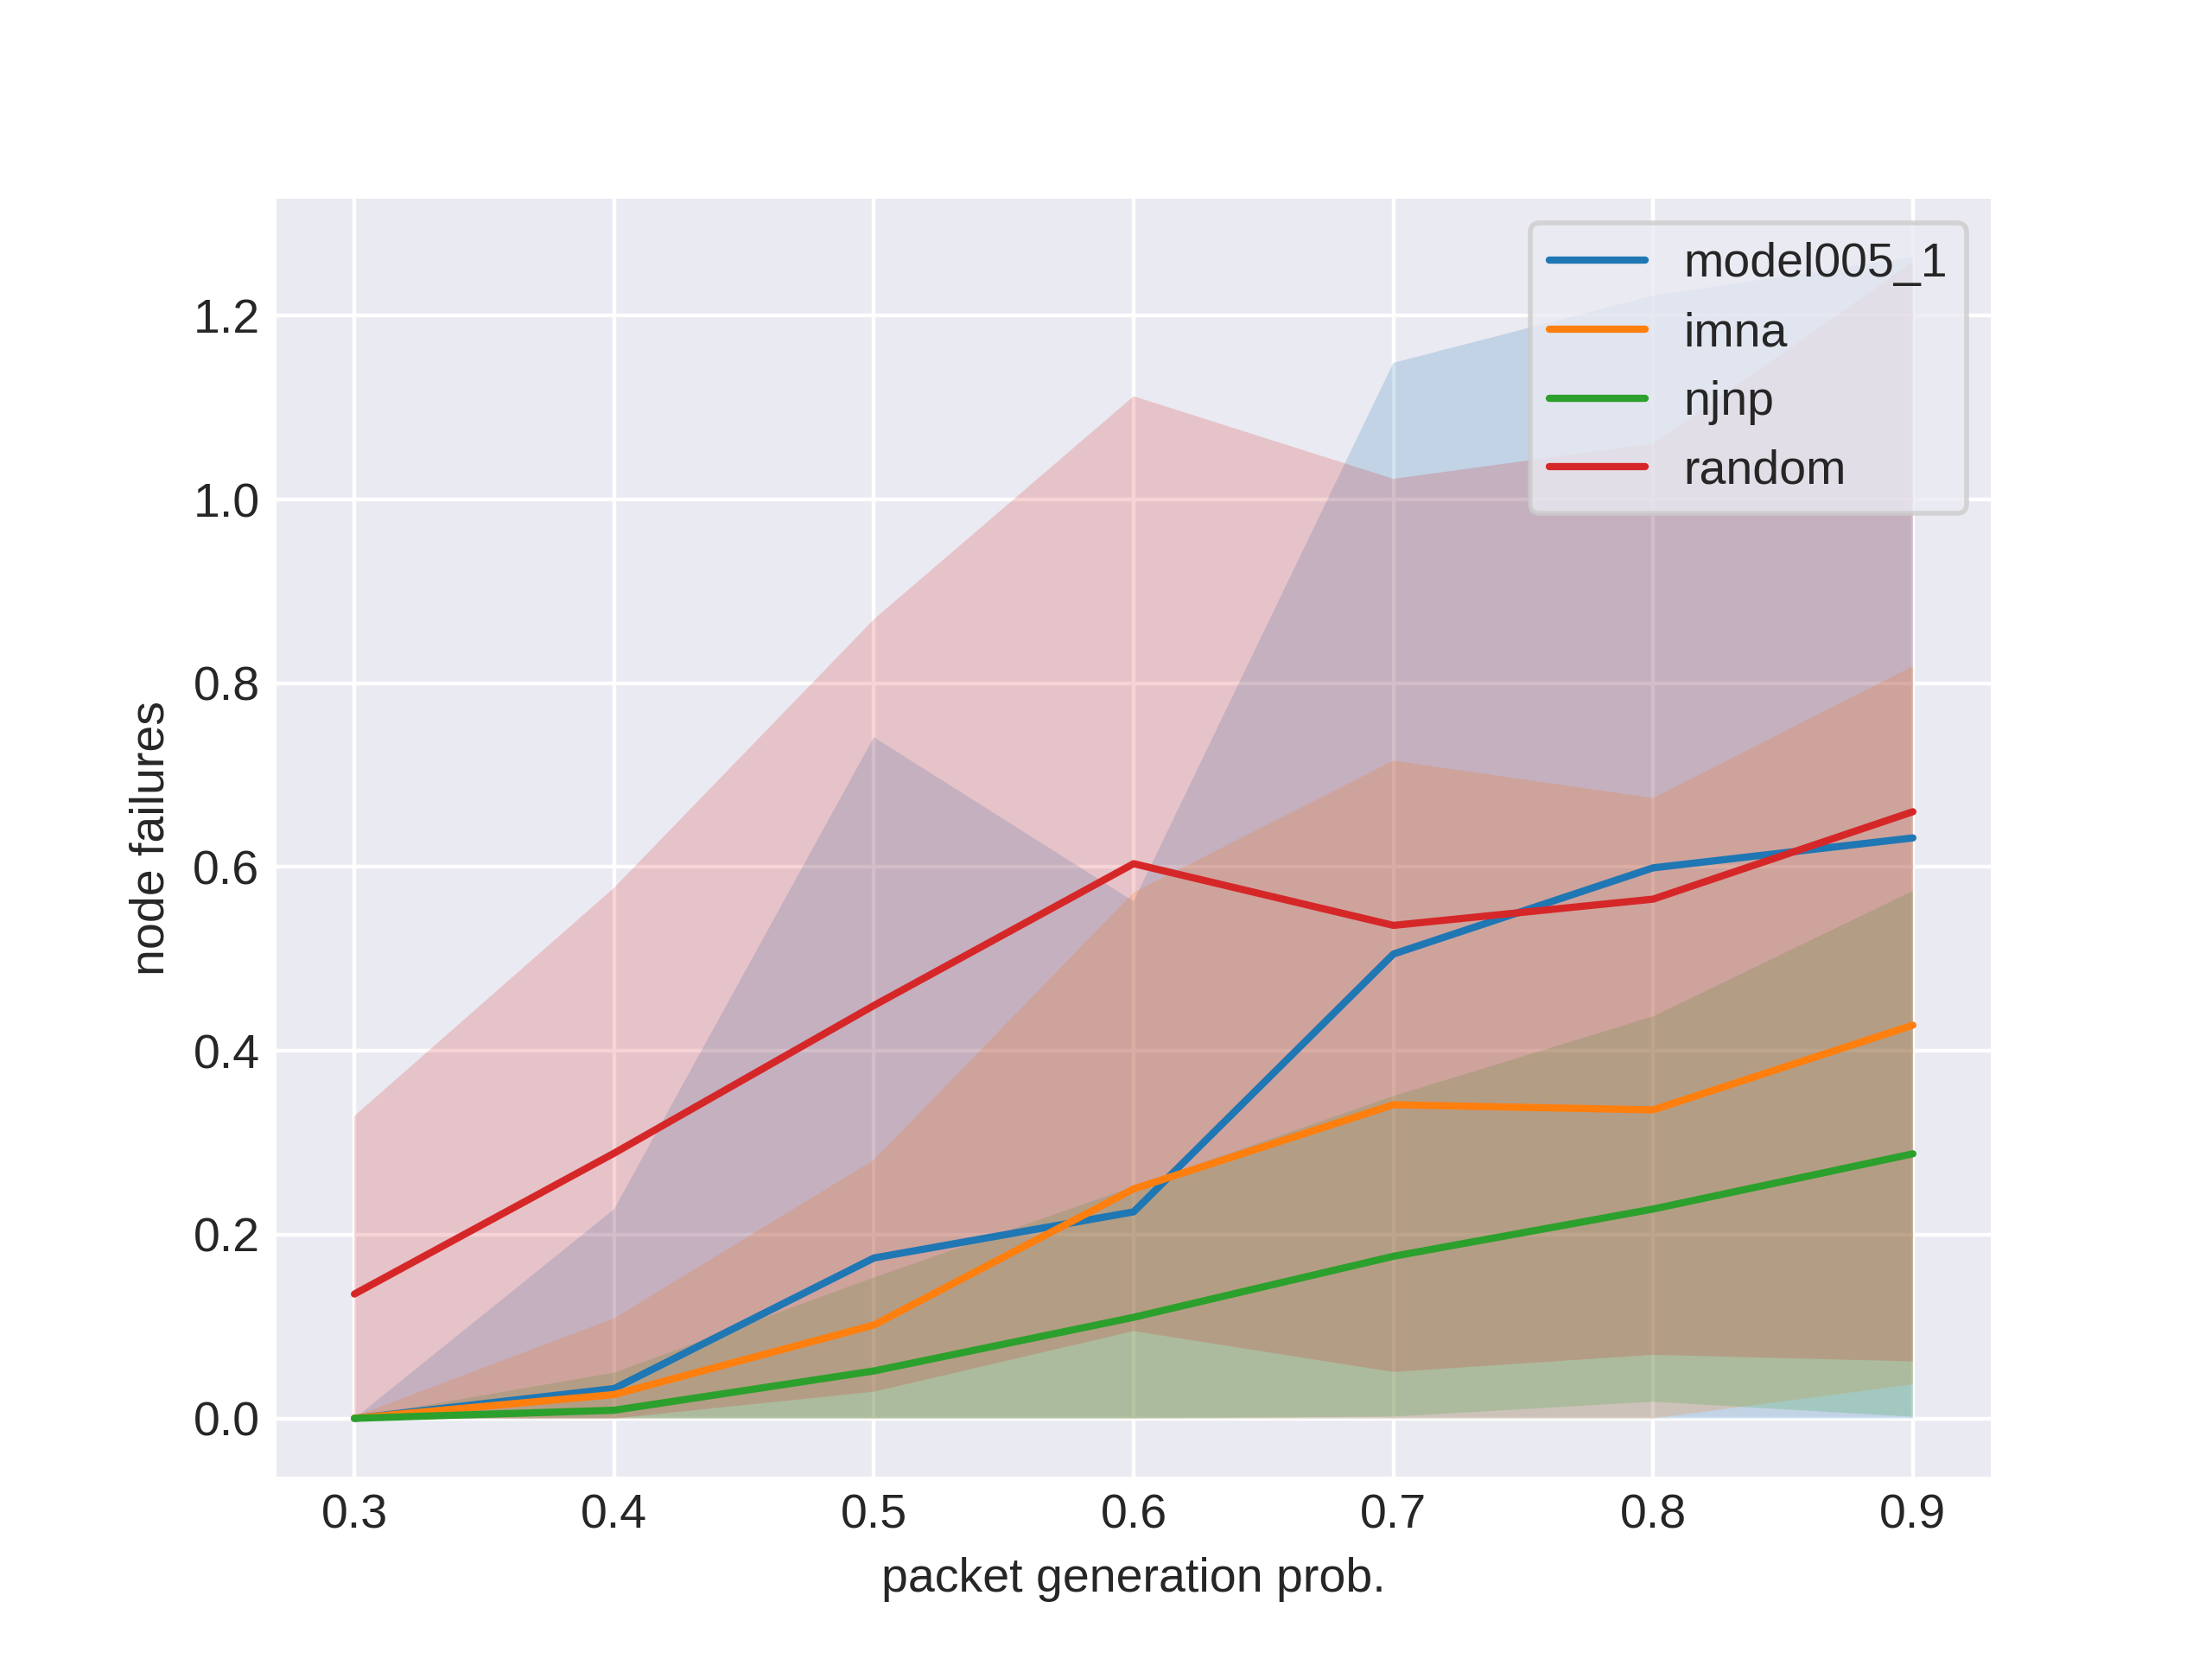 model005_1
imna
njnp
random
1.2
1.0
0.8
0.6
0.4
0.2
0.0
node failures
0.3 0.4 0.5 0.6 0.7 0.8 0.9
packet generation prob.